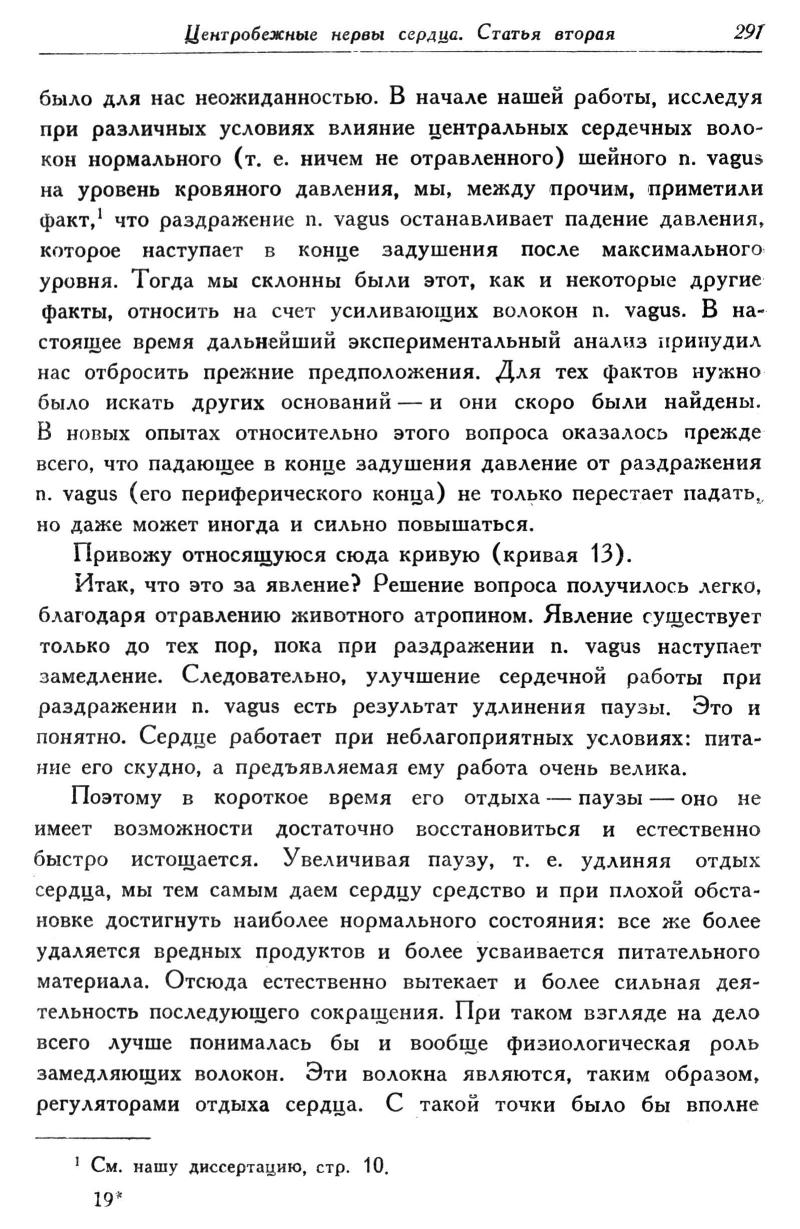 Центробежные нервы сердца. Статья вторая 291
было для нас неожиданностью. В начале нашей работы, исследуя
при различных условиях влияние центральных сердечных воло-
кон нормального (т. е. ничем не отравленного) шейного n. vagus
на уровень кровяного давления, мы, между прочим, приметили
факт,¹ что раздражение n. vagus останавливает падение давления,
которое наступает в конце задушения после максимального
уровня. Тогда мы склонны были этот, как и некоторые другие
факты, относить на счет усиливающих волокон n. vagus. В на-
стоящее время дальнейший экспериментальный анализ принудил
нас отбросить прежние предположения. Для тех фактов нужно
было искать других оснований — и они скоро были найдены.
В новых опытах относительно этого вопроса оказалось прежде
всего, что падающее в конце задушения давление от раздражения
n. vagus (его периферического конца) не только перестает падать,
но даже может иногда и сильно повышаться.
Привожу относящуюся сюда кривую (кривая 13).
Итак, что это за явление? Решение вопроса получилось легко,
благодаря отравлению животного атропином. Явление существует
только до тех пор, пока при раздражении n. vagus наступает
замедление. Следовательно, улучшение сердечной работы при
раздражении n. vagus есть результат удлинения паузы. Это и
понятно. Сердце работает при неблагоприятных условиях: пита-
ние его скудно, а предъявляемая ему работа очень велика.
Поэтому в короткое время его отдыха — паузы — оно не
имеет возможности достаточно восстановиться и естественно
быстро истощается. Увеличивая паузу, т. е. удлиняя отдых
сердца, мы тем самым даем сердцу средство и при плохой обста-
новке достигнуть наиболее нормального состояния: все же более
удаляется вредных продуктов и более усваивается питательного
материала. Отсюда естественно вытекает и более сильная дея-
тельность последующего сокращения. При таком взгляде на дело
всего лучше понималась бы и вообще физиологическая роль
замедляющих волокон. Эти волокна являются, таким образом,
регуляторами отдыха сердца. С такой точки было бы вполне
¹ См. нашу диссертацию, стр. 10.
19*